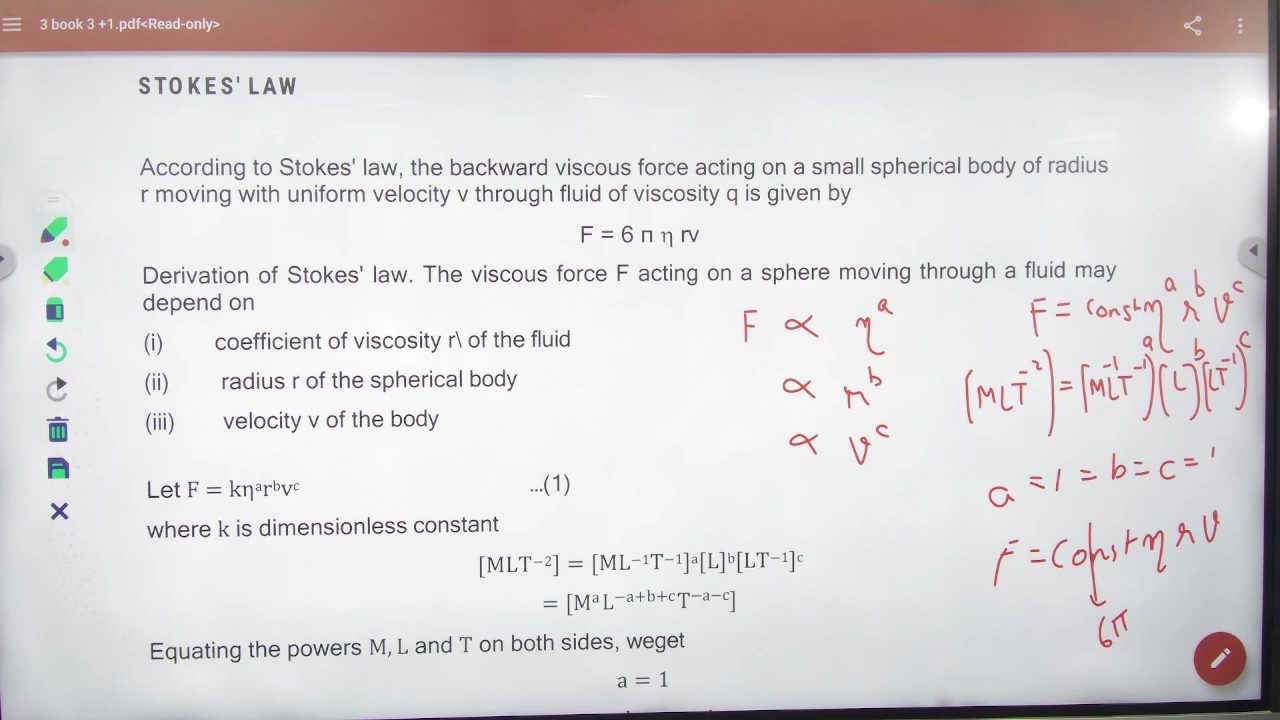 3 book 3 +1.pdf<Read-only>
STOKES' LAW
According to Stokes' law, the backward viscous force acting on a small spherical body of radius
r moving with uniform velocity v through fluid of viscosity q is given by
F = 6 π η rv
Derivation of Stokes' law. The viscous force F acting on a sphere moving through a fluid may
depend on
(i) coefficient of viscosity r\ of the fluid
(ii) radius r of the spherical body
(iii) velocity v of the body
Let F = kηᵃrᵇvᶜ ...(1)
where k is dimensionless constant
[MLT⁻²] = [ML⁻¹T⁻¹]ᵃ[L]ᵇ[LT⁻¹]ᶜ
= [MᵃL⁻ᵃ⁺ᵇ⁺ᶜT⁻ᵃ⁻ᶜ]
Equating the powers M, L and T on both sides, weget
a = 1
F ∝ ηᵃ
∝ rᵇ
∝ vᶜ
F = Const ηᵃ rᵇ vᶜ
[MLT⁻²] = [ML⁻¹T⁻¹]ᵃ[L]ᵇ[LT⁻¹]ᶜ
a = 1 = b = c = 1
F = Const η r v
6π